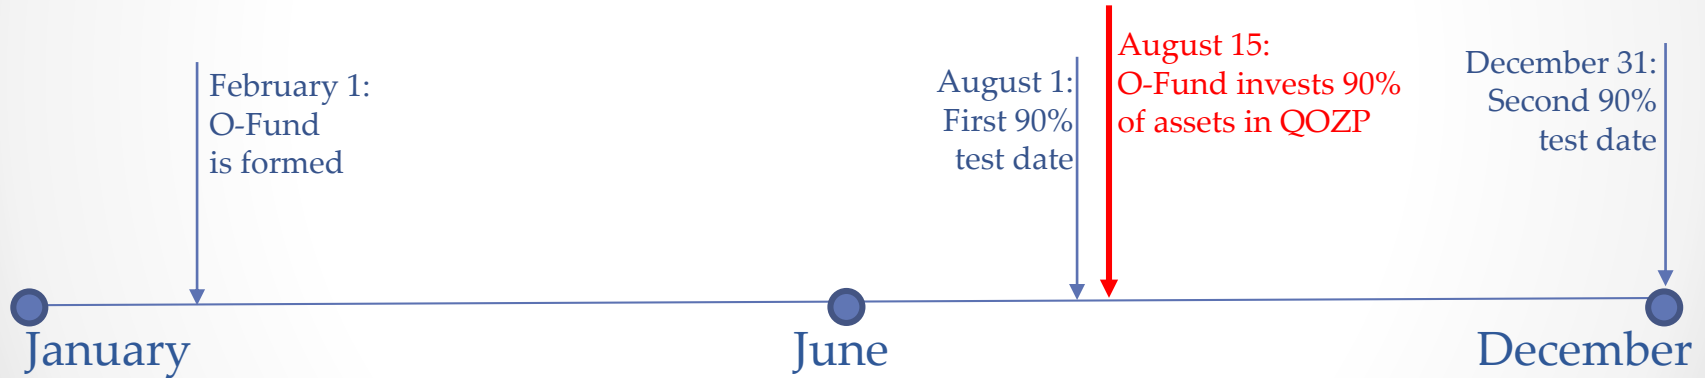 February 1:
O-Fund
is formed
August 1:
First 90%
test date
August 15:
O-Fund invests 90%
of assets in QOZP
December 31:
Second 90%
test date
January
June
December